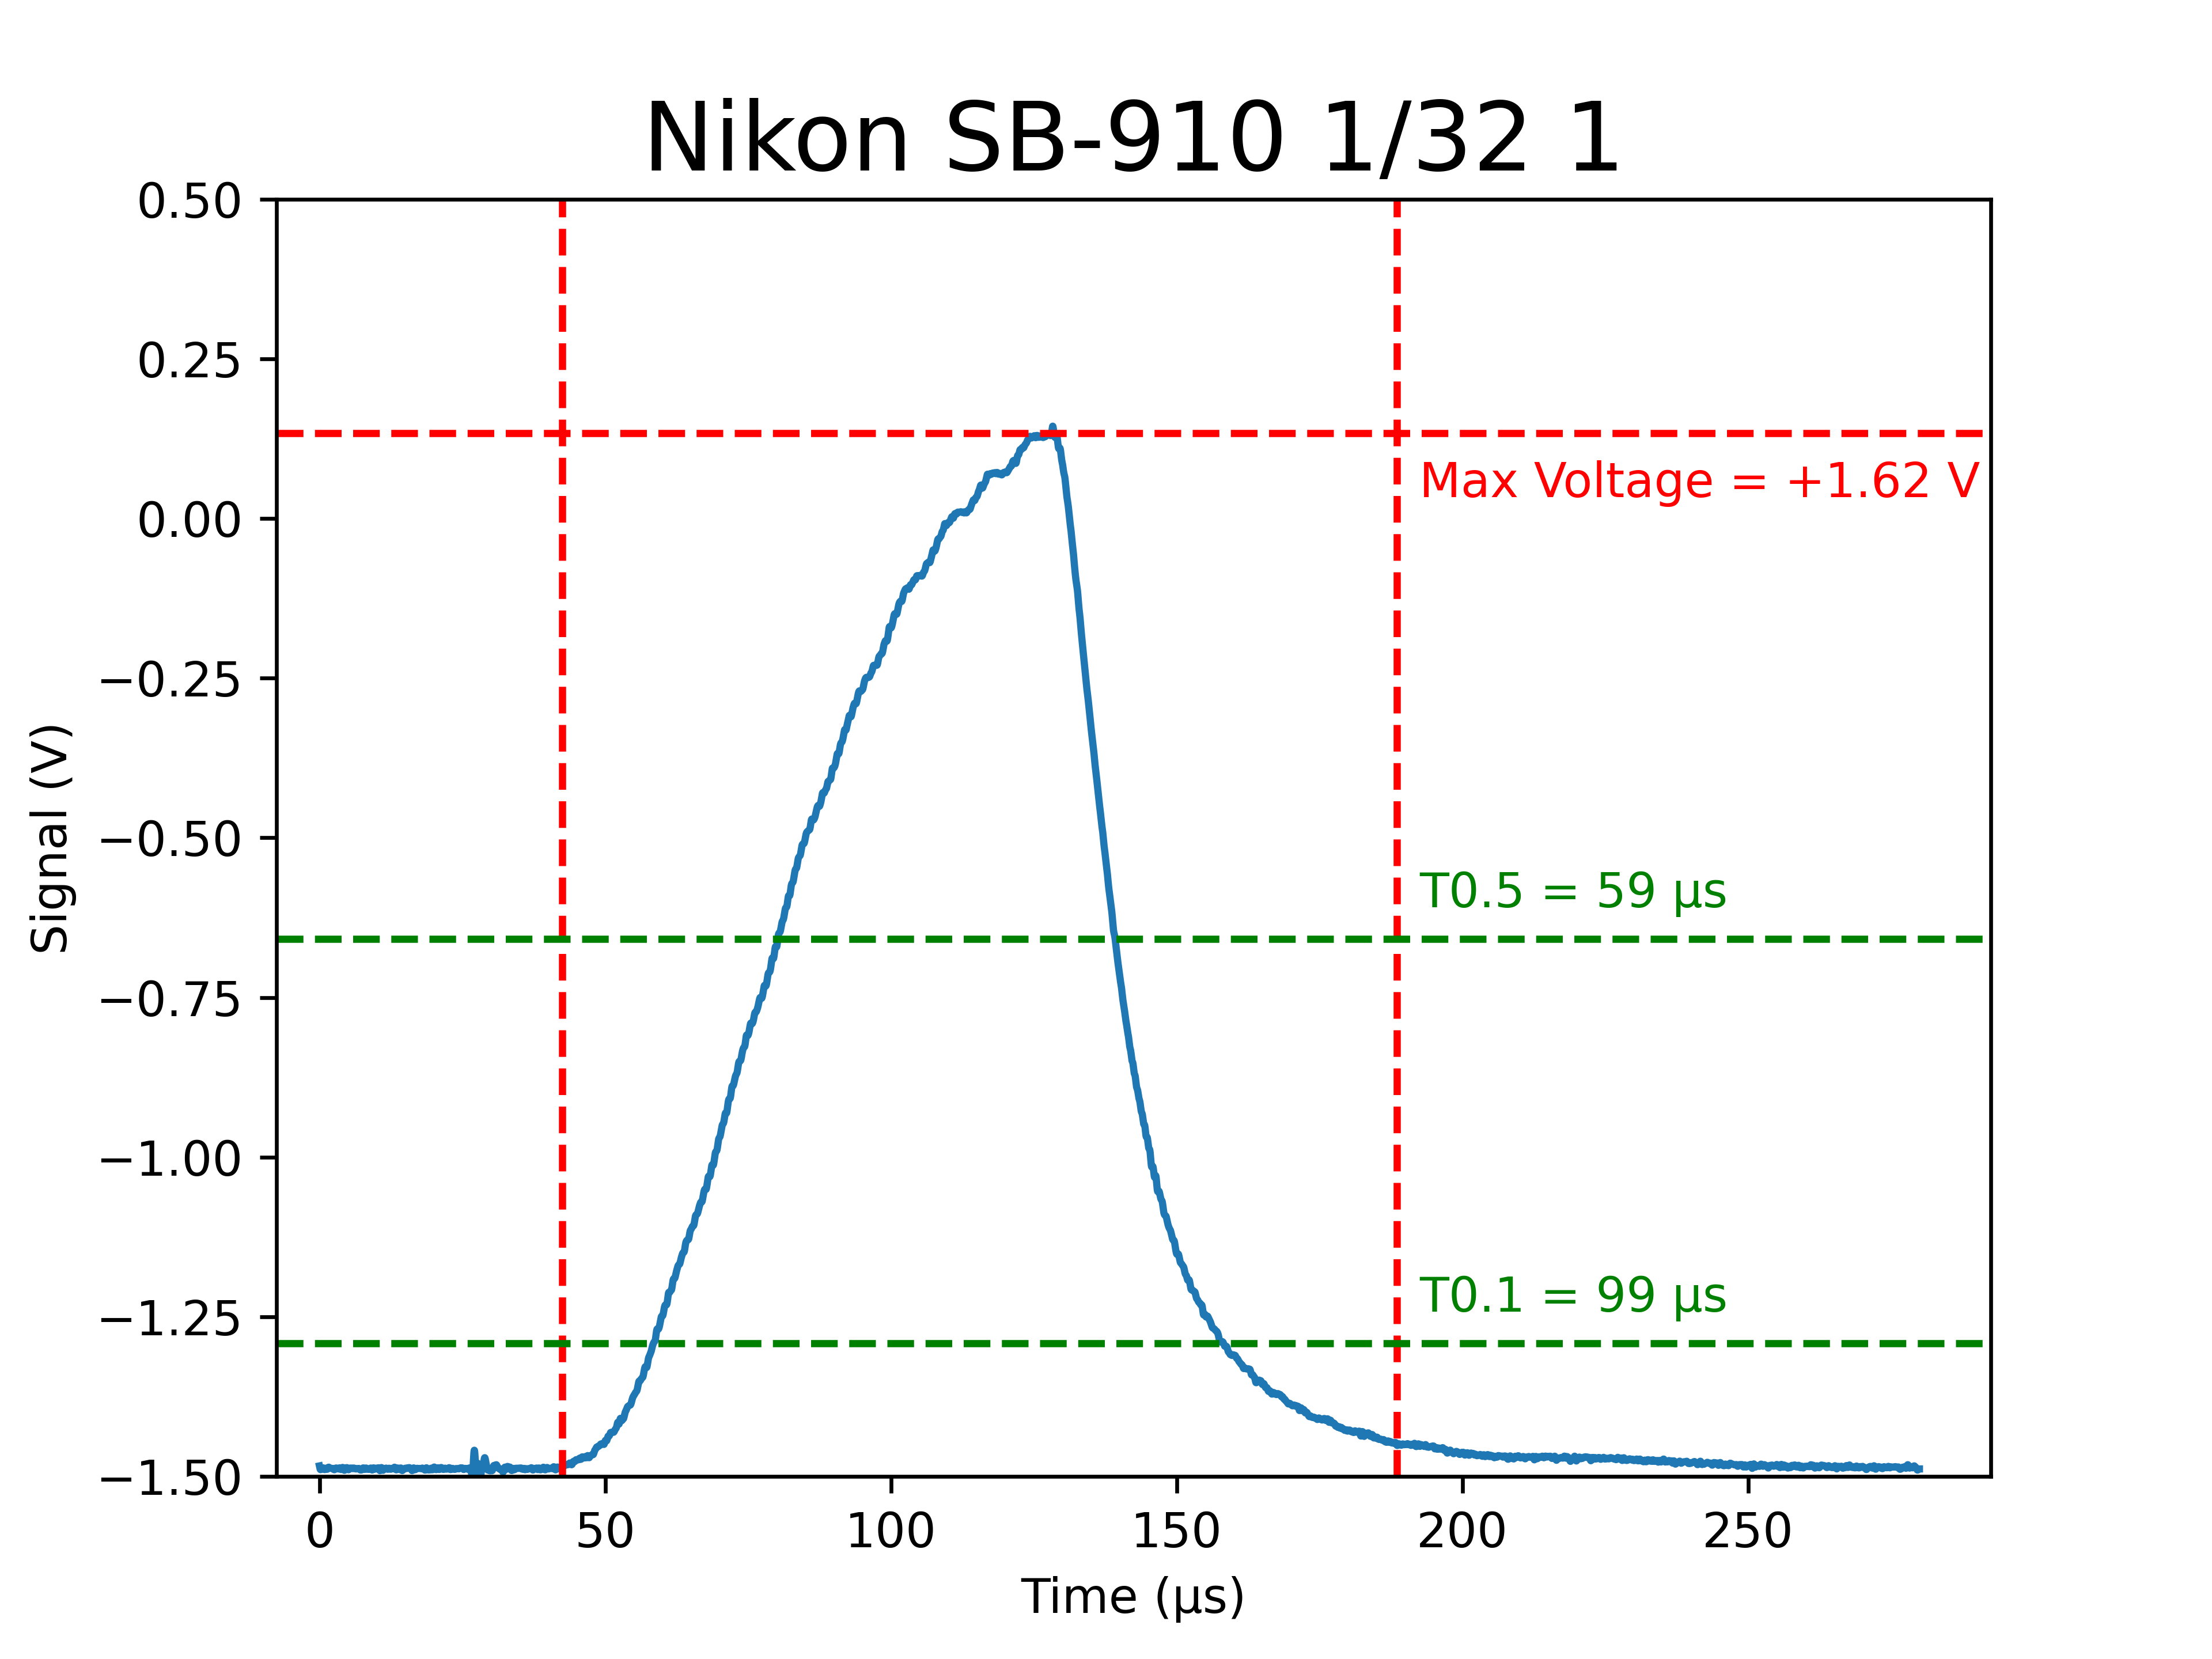 Nikon SB-910 1/32 1
0.50
0.25
0.00
−0.25
−0.50
−0.75
−1.00
−1.25
−1.50
Signal (V)
Max Voltage = +1.62 V
T0.5 = 59 µs
T0.1 = 99 µs
0 50 100 150 200 250
Time (µs)